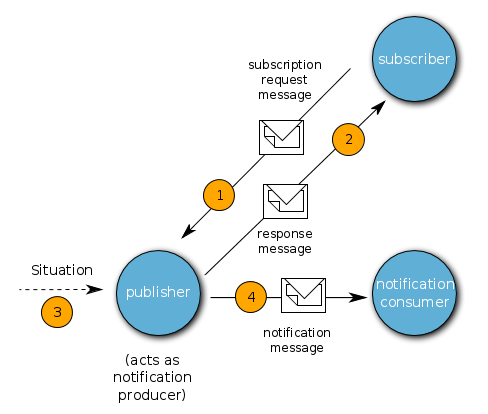 subscriber
subscription
request
message
2
1
response
message
Situation
3
publisher
4
notification
consumer
notification
message
(acts as
notification
producer)